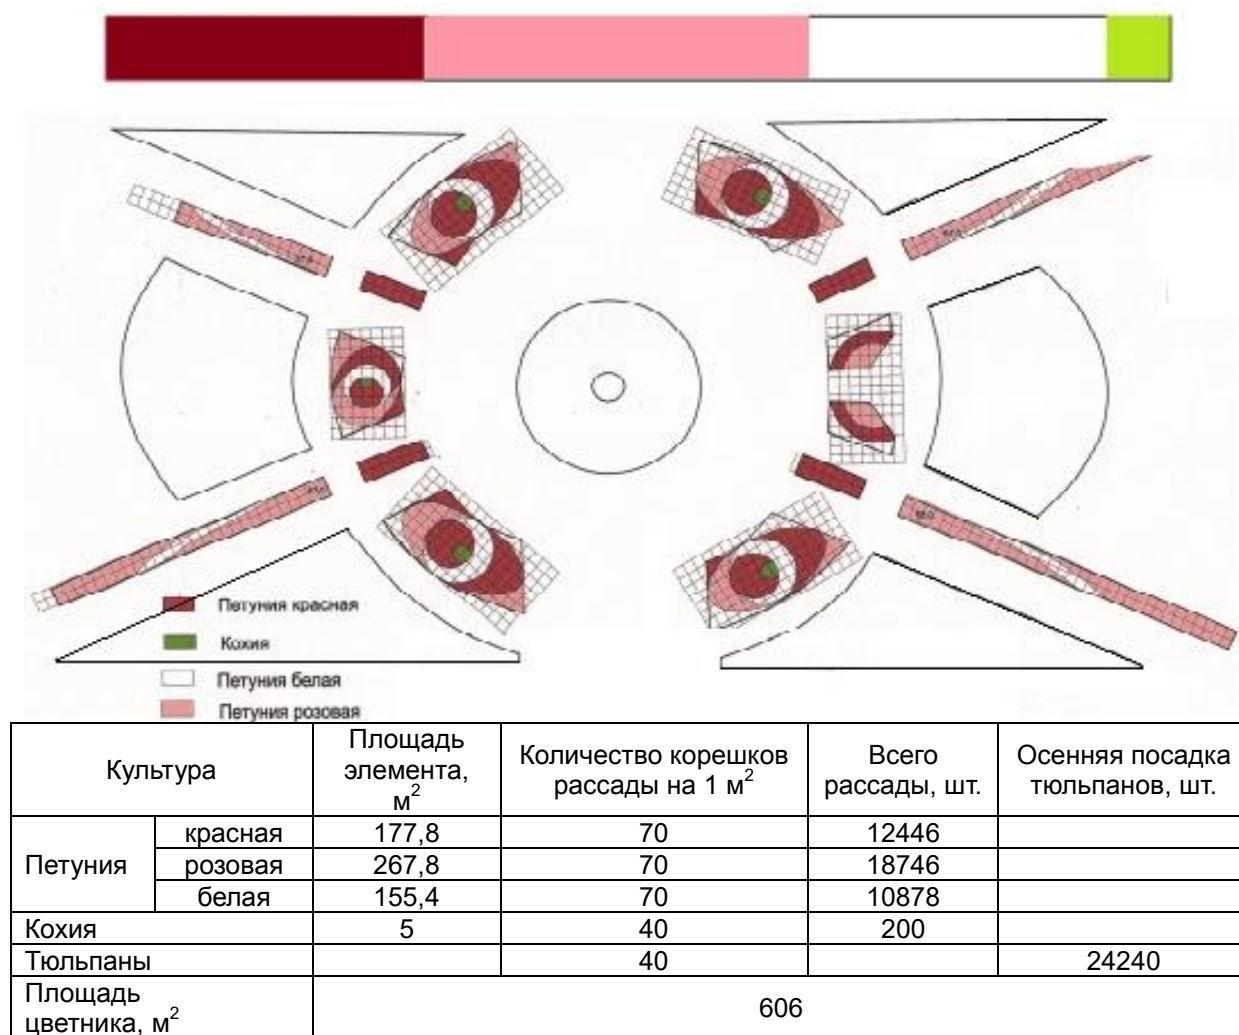 Петуния красная
Кохия
Петуния белая
Петуния розовая
Культура
Площадь
элемента,
м²
Количество корешков
рассады на 1 м²
Всего
рассады, шт.
Осенняя посадка
тюльпанов, шт.
Петуния
красная 177,8 70 12446
розовая 267,8 70 18746
белая 155,4 70 10878
Кохия 5 40 200
Тюльпаны 40 24240
Площадь
цветника, м²
606